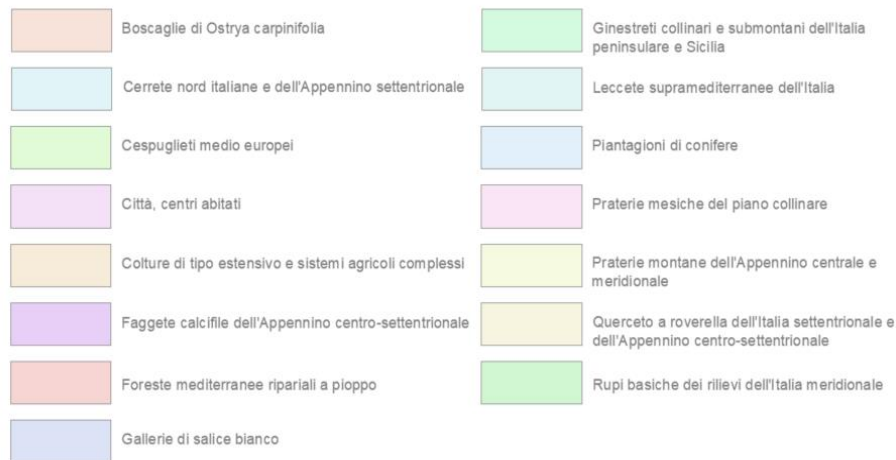 Boscaglie di Ostrya carpinifolia
Cerrete nord italiane e dell'Appennino settentrionale
Cespuglieti medio europei
Città, centri abitati
Colture di tipo estensivo e sistemi agricoli complessi
Faggete calcifile dell'Appennino centro-settentrionale
Foreste mediterranee ripariali a pioppo
Gallerie di salice bianco
Ginestreti collinari e submontani dell'Italia
peninsulare e Sicilia
Leccete supramediterranee dell'Italia
Piantagioni di conifere
Praterie mesiche del piano collinare
Praterie montane dell'Appennino centrale e
meridionale
Querceto a roverella dell'Italia settentrionale e
dell'Appennino centro-settentrionale
Rupi basiche dei rilievi dell'Italia meridionale